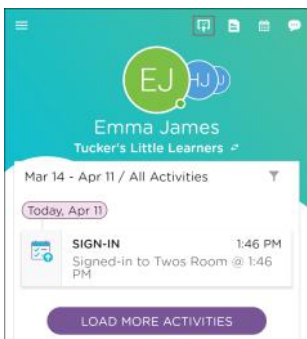 EJ
HJ
J
Emma James
Tucker's Little Learners
Mar 14 - Apr 11 / All Activities
Today, Apr 11
SIGN-IN 1:46 PM
Signed-in to Twos Room @ 1:46
PM
LOAD MORE ACTIVITIES